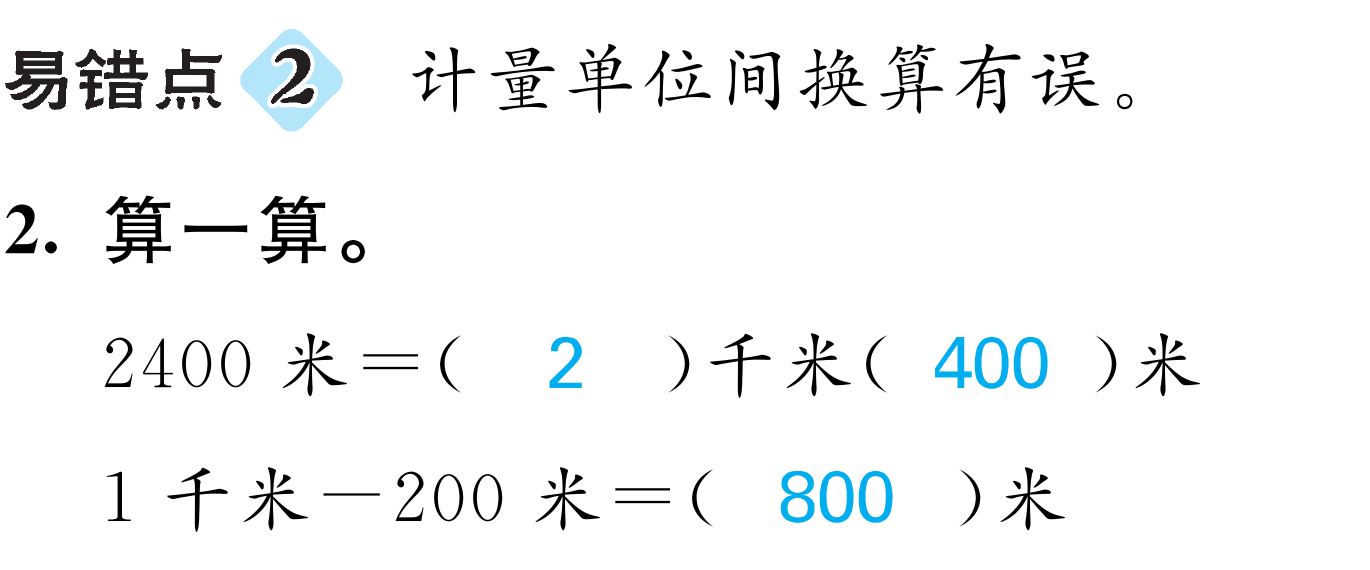 易错点 2 计量单位间换算有误。
2. 算一算。
2400 米=( 2 )千米( 400 )米
1 千米-200 米=( 800 )米